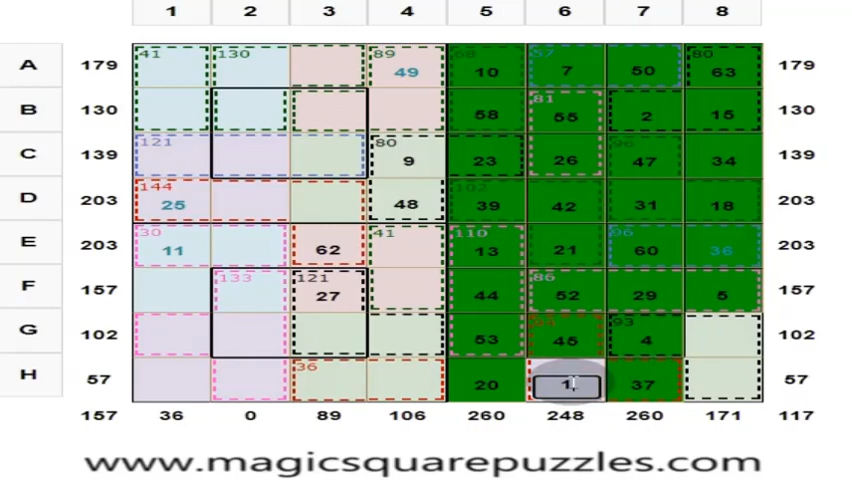 1 2 3 4 5 6 7 8
41 130 89 68 57 80
A 179 49 10 7 50 63 179
81
B 130 58 55 2 15 130
121 80 96
C 139 9 23 26 47 34 139
144 102
D 203 25 48 39 42 31 18 203
30 41 110 96
E 203 11 62 13 21 60 36 203
133 121 86
F 157 27 44 52 29 5 157
94 93
G 102 53 45 4 102
36
H 57 20 1 37 57
157 36 0 89 106 260 248 260 171 117
www.magicsquarepuzzles.com